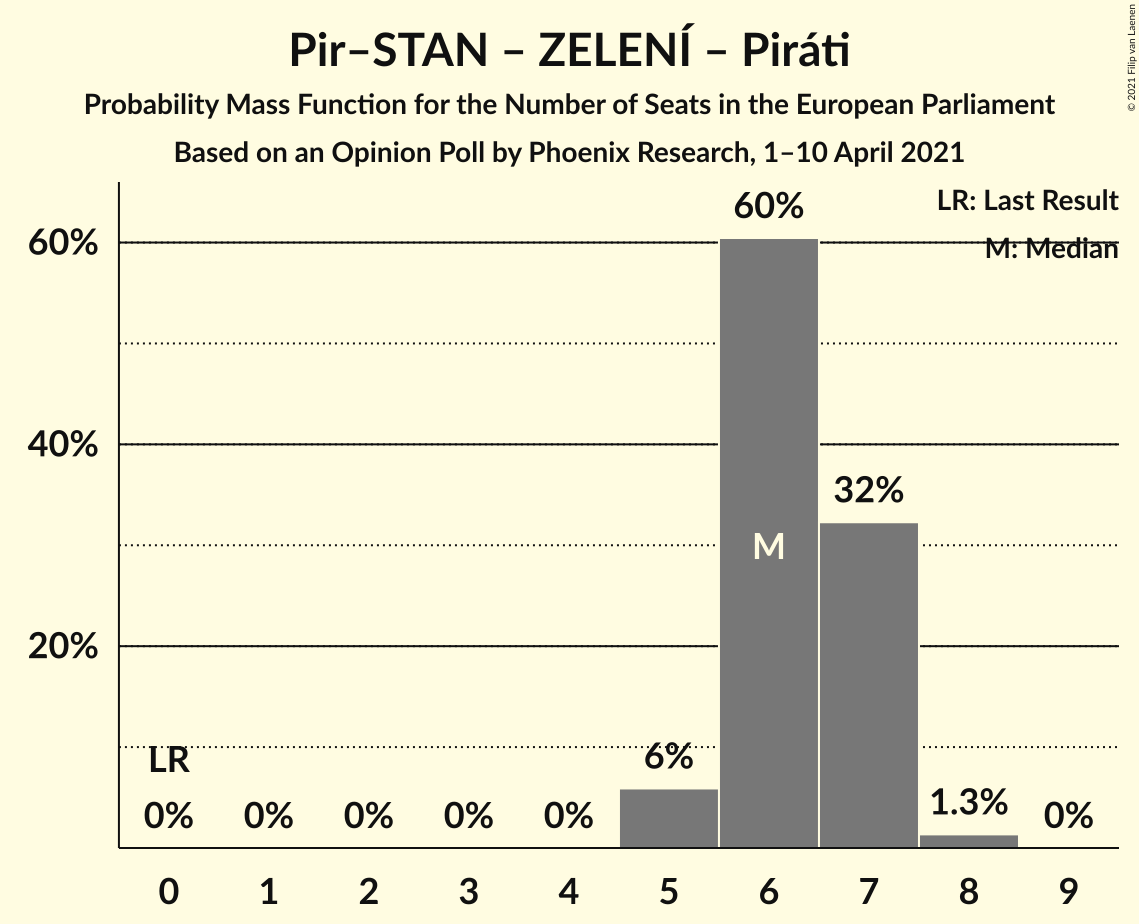 Pir–STAN – ZELENÍ – Piráti
Probability Mass Function for the Number of Seats in the European Parliament
Based on an Opinion Poll by Phoenix Research, 1–10 April 2021
© 2021 Filip van Laenen
LR: Last Result
M: Median
60%
40%
20%
60%
32%
M
LR
6%
1.3%
0% 0% 0% 0% 0% 0%
0 1 2 3 4 5 6 7 8 9